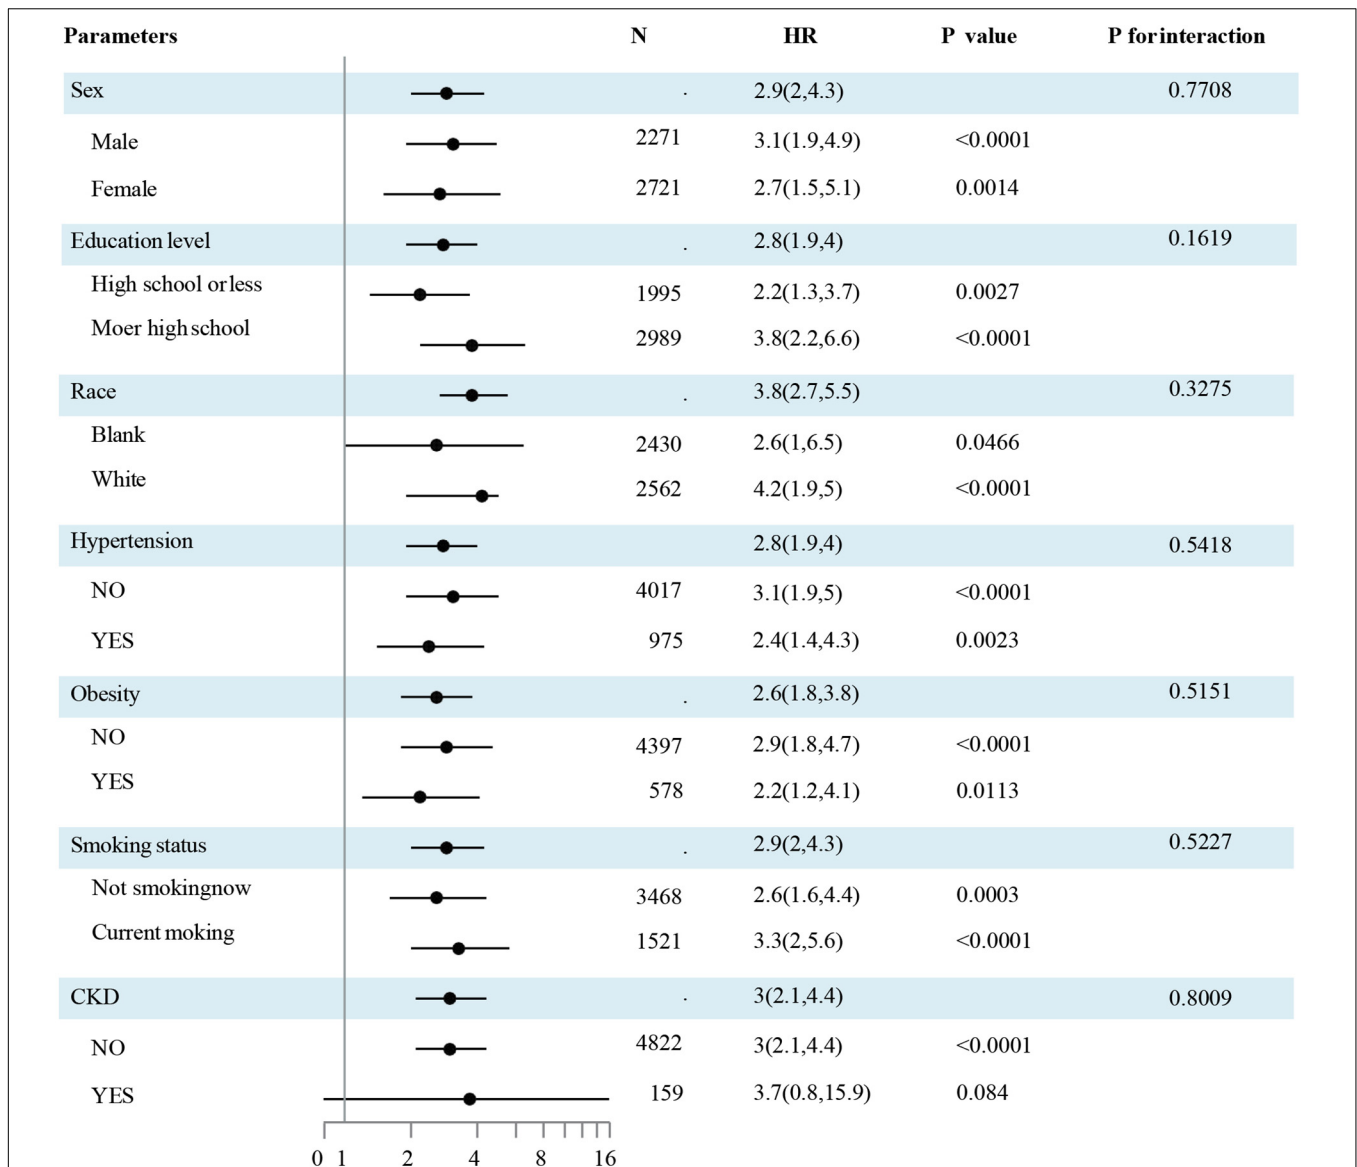 Parameters N HR P value P for interaction
Sex . 2.9(2,4.3) 0.7708
Male 2271 3.1(1.9,4.9) <0.0001
Female 2721 2.7(1.5,5.1) 0.0014
Education level . 2.8(1.9,4) 0.1619
High school or less 1995 2.2(1.3,3.7) 0.0027
Moer high school 2989 3.8(2.2,6.6) <0.0001
Race . 3.8(2.7,5.5) 0.3275
Blank 2430 2.6(1,6.5) 0.0466
White 2562 4.2(1.9,5) <0.0001
Hypertension 2.8(1.9,4) 0.5418
NO 4017 3.1(1.9,5) <0.0001
YES 975 2.4(1.4,4.3) 0.0023
Obesity . 2.6(1.8,3.8) 0.5151
NO 4397 2.9(1.8,4.7) <0.0001
YES 578 2.2(1.2,4.1) 0.0113
Smoking status . 2.9(2,4.3) 0.5227
Not smokingnow 3468 2.6(1.6,4.4) 0.0003
Current moking 1521 3.3(2,5.6) <0.0001
CKD . 3(2.1,4.4) 0.8009
NO 4822 3(2.1,4.4) <0.0001
YES 159 3.7(0.8,15.9) 0.084
0 1 2 4 8 16